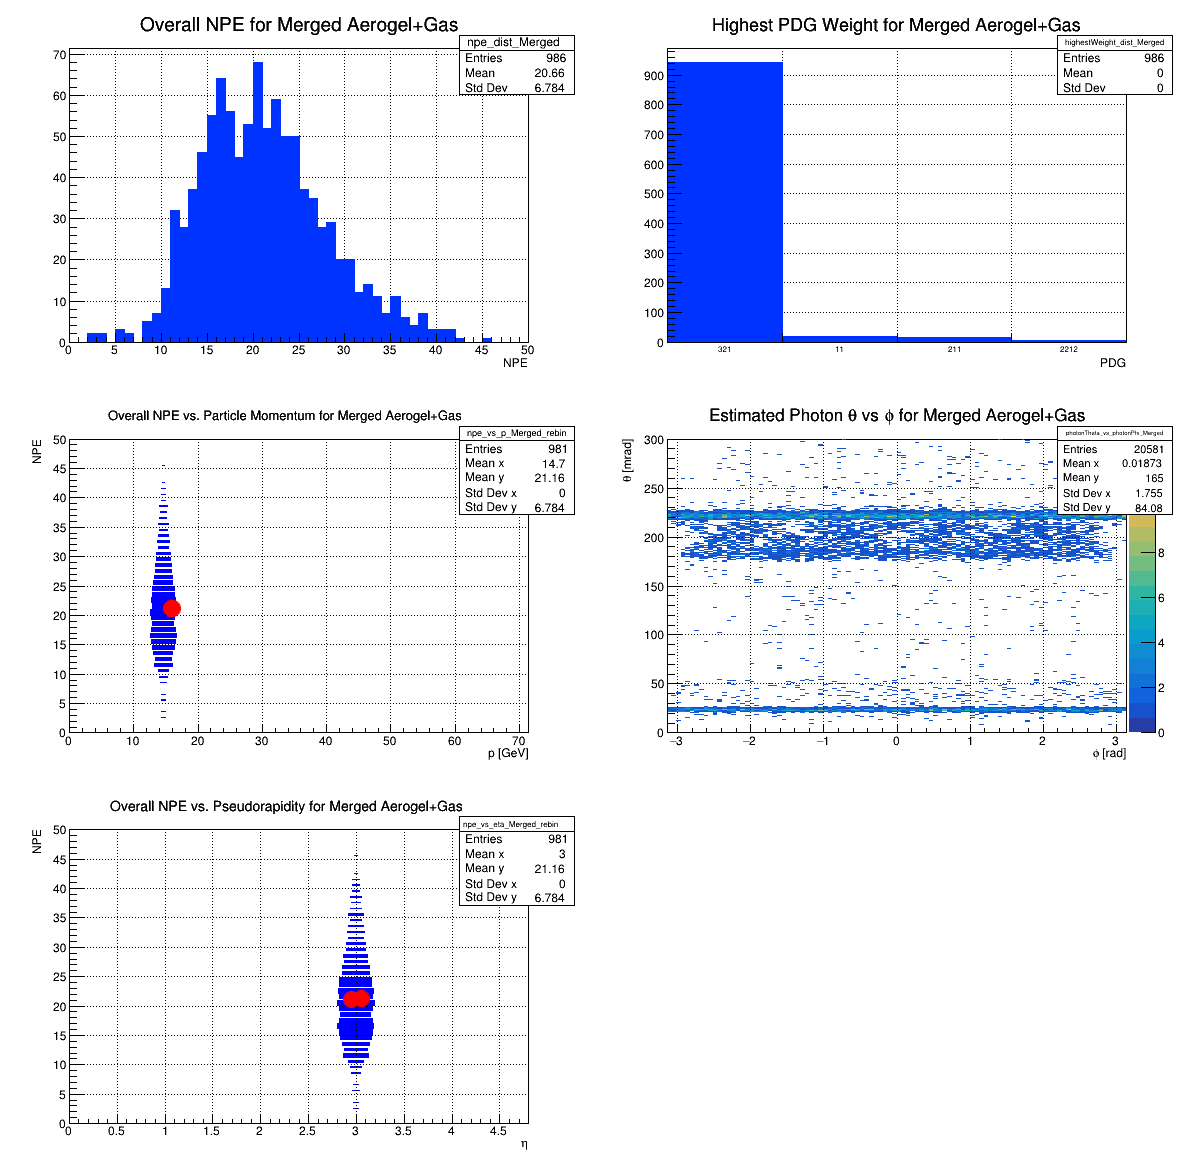 Overall NPE for Merged Aerogel+Gas
npe_dist_Merged
Entries 986
Mean 20.66
Std Dev 6.784
70
60
50
40
30
20
10
0
0 5 10 15 20 25 30 35 40 45 50
NPE
Highest PDG Weight for Merged Aerogel+Gas
highestWeight_dist_Merged
Entries 986
Mean 0
Std Dev 0
900
800
700
600
500
400
300
200
100
0
321 11 211 2212
PDG
Overall NPE vs. Particle Momentum for Merged Aerogel+Gas
NPE
npe_vs_p_Merged_rebin
Entries 981
Mean x 14.7
Mean y 21.16
Std Dev x 0
Std Dev y 6.784
50
45
40
35
30
25
20
15
10
5
0
0 10 20 30 40 50 60 70
p [GeV]
Estimated Photon θ vs ϕ for Merged Aerogel+Gas
θ [mrad]
photonTheta_vs_photonPhi_Merged
Entries 20581
Mean x 0.01873
Mean y 165
Std Dev x 1.755
Std Dev y 84.08
300
250
200
150
100
50
0
−3 −2 −1 0 1 2 3
ϕ [rad]
8
6
4
2
0
Overall NPE vs. Pseudorapidity for Merged Aerogel+Gas
NPE
npe_vs_eta_Merged_rebin
Entries 981
Mean x 3
Mean y 21.16
Std Dev x 0
Std Dev y 6.784
50
45
40
35
30
25
20
15
10
5
0
0 0.5 1 1.5 2 2.5 3 3.5 4 4.5
η